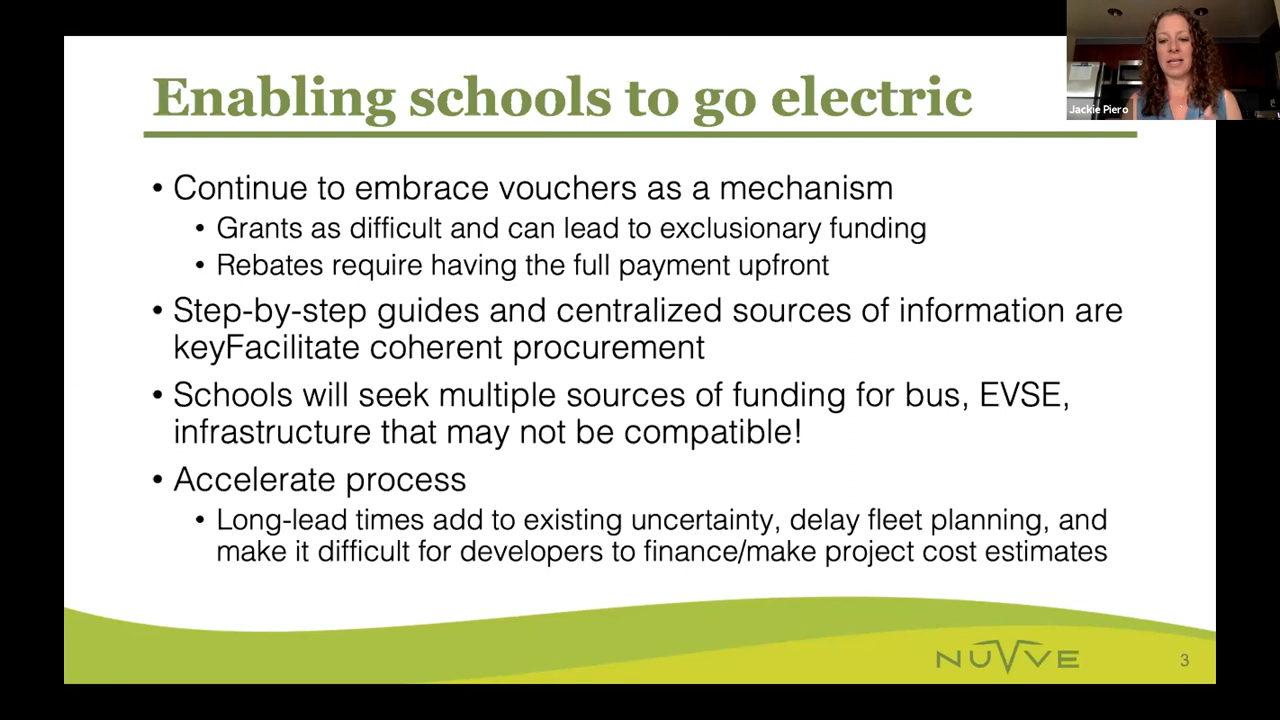 Enabling schools to go electric
Jackie Piero
• Continue to embrace vouchers as a mechanism
• Grants as difficult and can lead to exclusionary funding
• Rebates require having the full payment upfront
• Step-by-step guides and centralized sources of information are
keyFacilitate coherent procurement
• Schools will seek multiple sources of funding for bus, EVSE,
infrastructure that may not be compatible!
• Accelerate process
• Long-lead times add to existing uncertainty, delay fleet planning, and
make it difficult for developers to finance/make project cost estimates
NUVVE
3